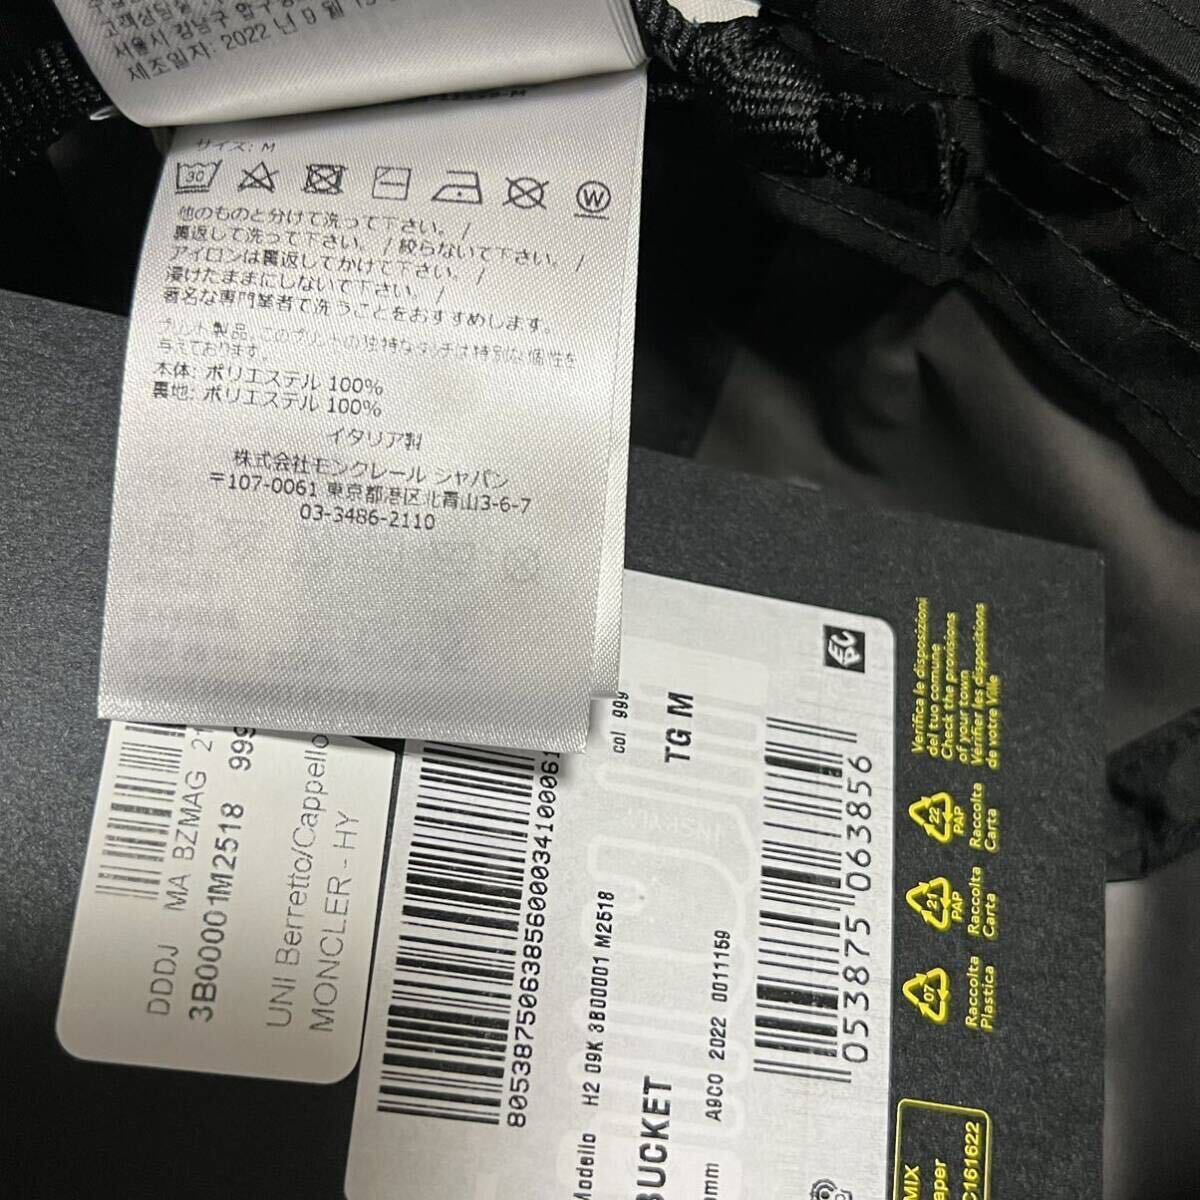 서울시 강남구 압구정
제조일자: 2022 년 9 월 15
サイズ: M
30
W
他のものと分けて洗って下さい。 /
裏返して洗って下さい。 / 絞らないで下さい。 /
アイロンは裏返してかけて下さい。 /
浸けたままにしないで下さい。 /
著名な専門業者で洗うことをおすすめします。
プリント製品。このプリントの独特なタッチは特別な個性を
与えております。
本体: ポリエステル 100%
裏地: ポリエステル 100%
イタリア製
株式会社モンクレール ジャパン
〒107-0061 東京都港区北青山3-6-7
03-3486-2110
DDDJ MA BZMAG 21
3B00001M2518 999
UNI Berretto/Cappello
MONCLER - HY
8053875063856000341000061
Modello H2 09K 3B00001 M2518
col 999
BUCKET
TG M
mm A9CO 2022 0011159
053875 063856
Verifica le disposizioni
del tuo comune
Check the provisions
of your town
Vérifier les dispositions
de votre Ville
22
PAP
Raccolta
Carta
21
PAP
Raccolta
Carta
07
Raccolta
Plastica
MIX
aper
C161622